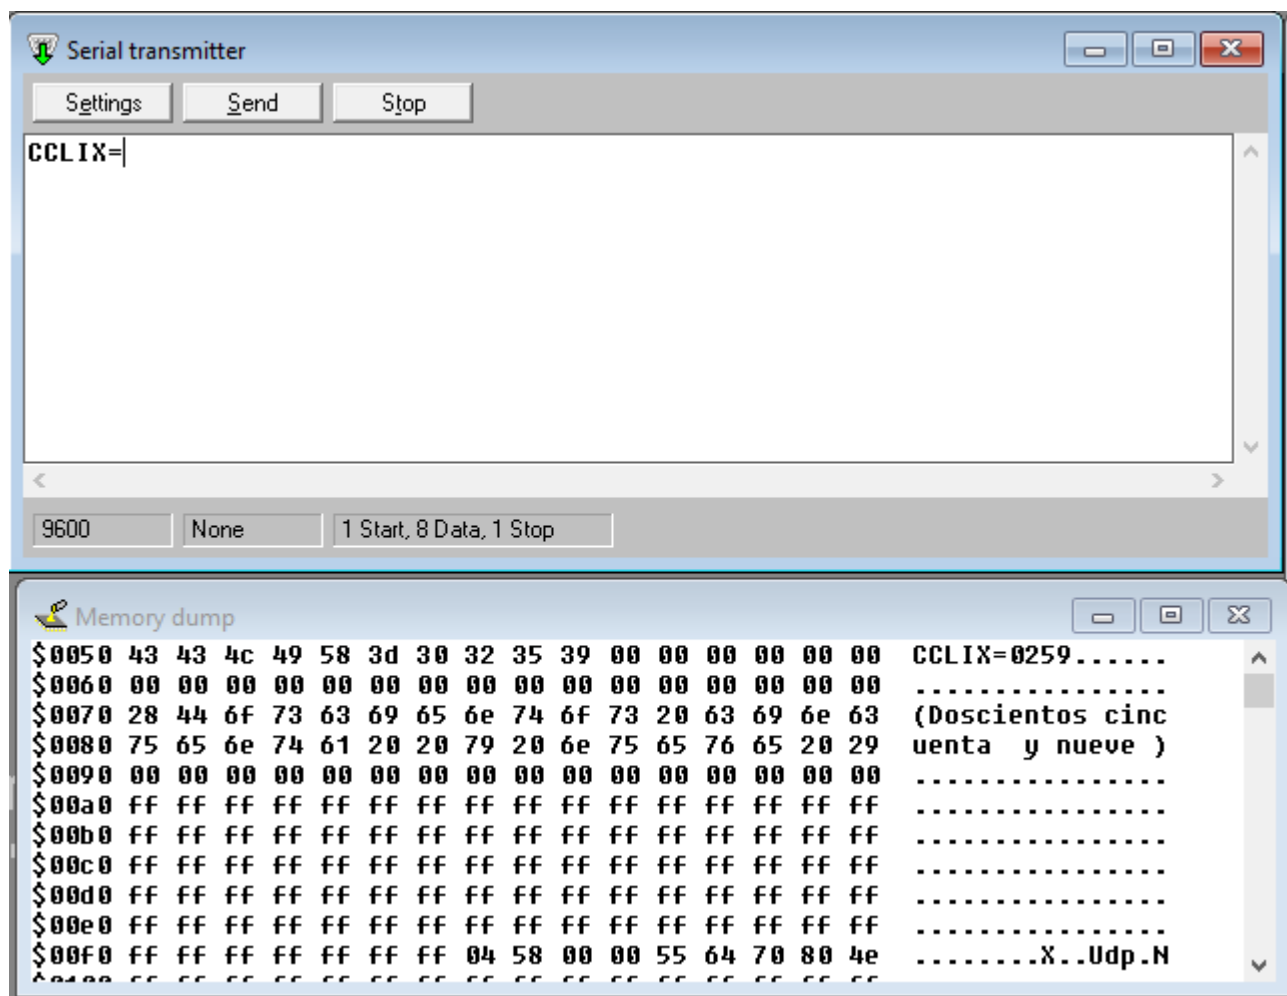 Serial transmitter
Settings Send Stop
CCLIX=
9600 None 1 Start, 8 Data, 1 Stop
Memory dump
$0050 43 43 4c 49 58 3d 30 32 35 39 00 00 00 00 00 00 CCLIX=0259......
$0060 00 00 00 00 00 00 00 00 00 00 00 00 00 00 00 00 ................
$0070 28 44 6f 73 63 69 65 6e 74 6f 73 20 63 69 6e 63 (Doscientos cinc
$0080 75 65 6e 74 61 20 20 79 20 6e 75 65 76 65 20 29 uenta  y nueve )
$0090 00 00 00 00 00 00 00 00 00 00 00 00 00 00 00 00 ................
$00a0 ff ff ff ff ff ff ff ff ff ff ff ff ff ff ff ff ................
$00b0 ff ff ff ff ff ff ff ff ff ff ff ff ff ff ff ff ................
$00c0 ff ff ff ff ff ff ff ff ff ff ff ff ff ff ff ff ................
$00d0 ff ff ff ff ff ff ff ff ff ff ff ff ff ff ff ff ................
$00e0 ff ff ff ff ff ff ff ff ff ff ff ff ff ff ff ff ................
$00f0 ff ff ff ff ff ff ff 04 58 00 00 55 64 70 80 4e ........X..Udp.N